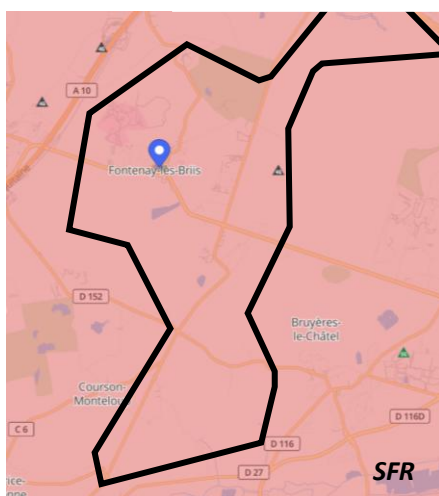 A 10
Fontenay-lès-Briis
D 152
Bruyères-
le-Châtel
Courson-
Monteloup
D 116D
C 6
D 116
D 27
SFR